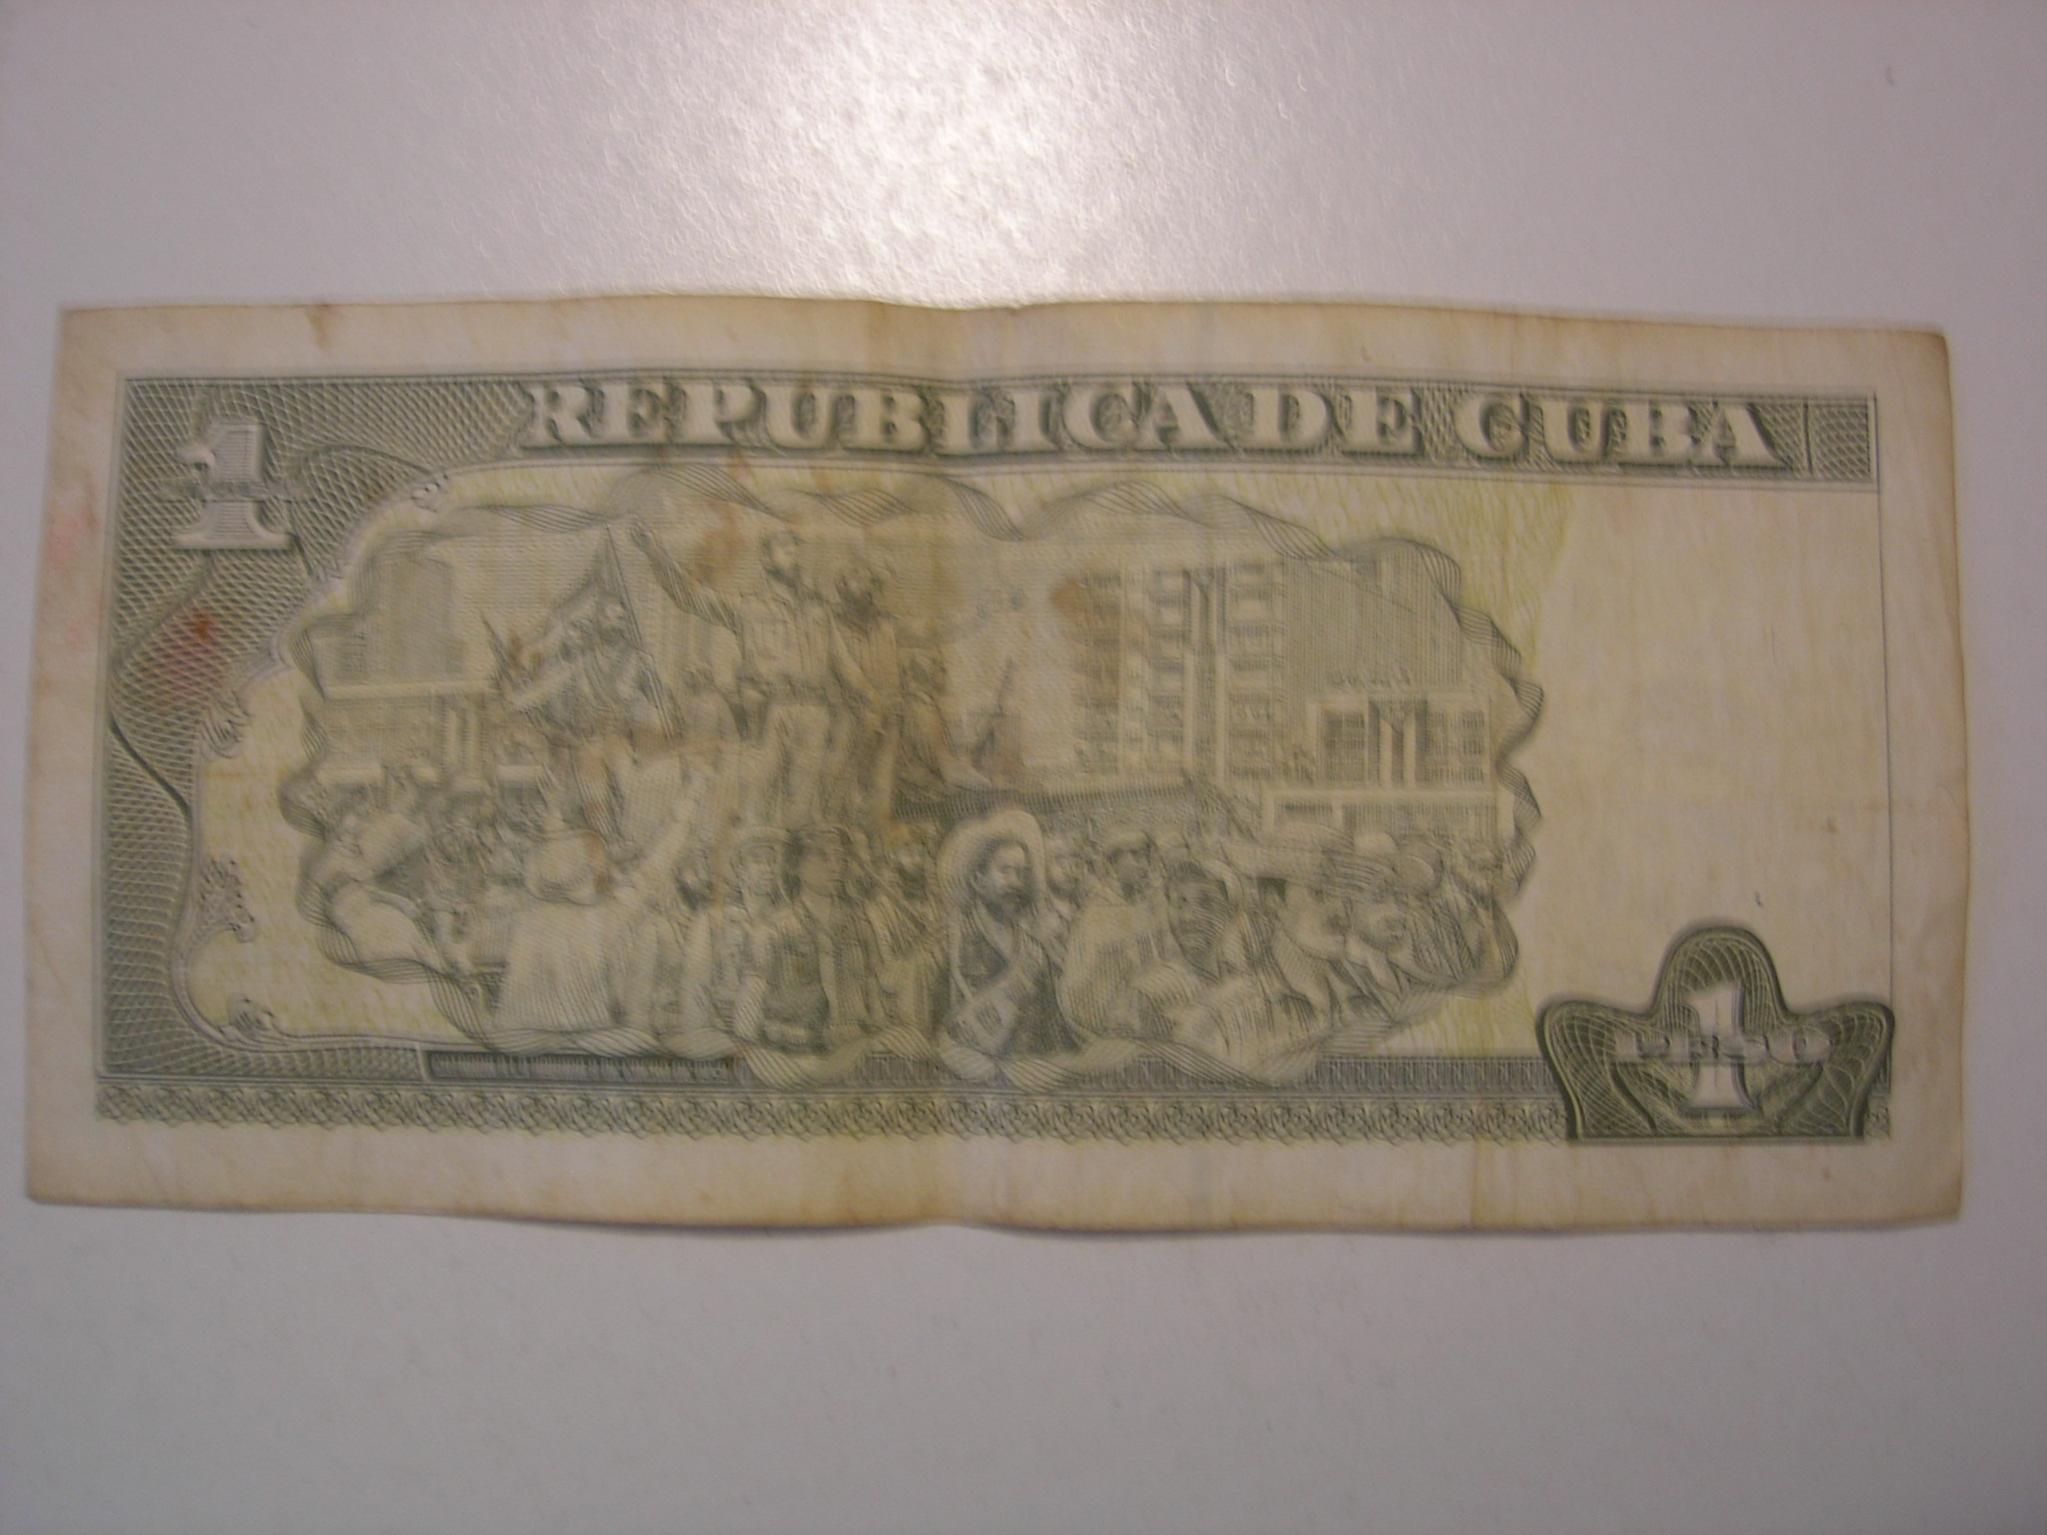 REPUBLICA DE CUBA
1
1
PESO